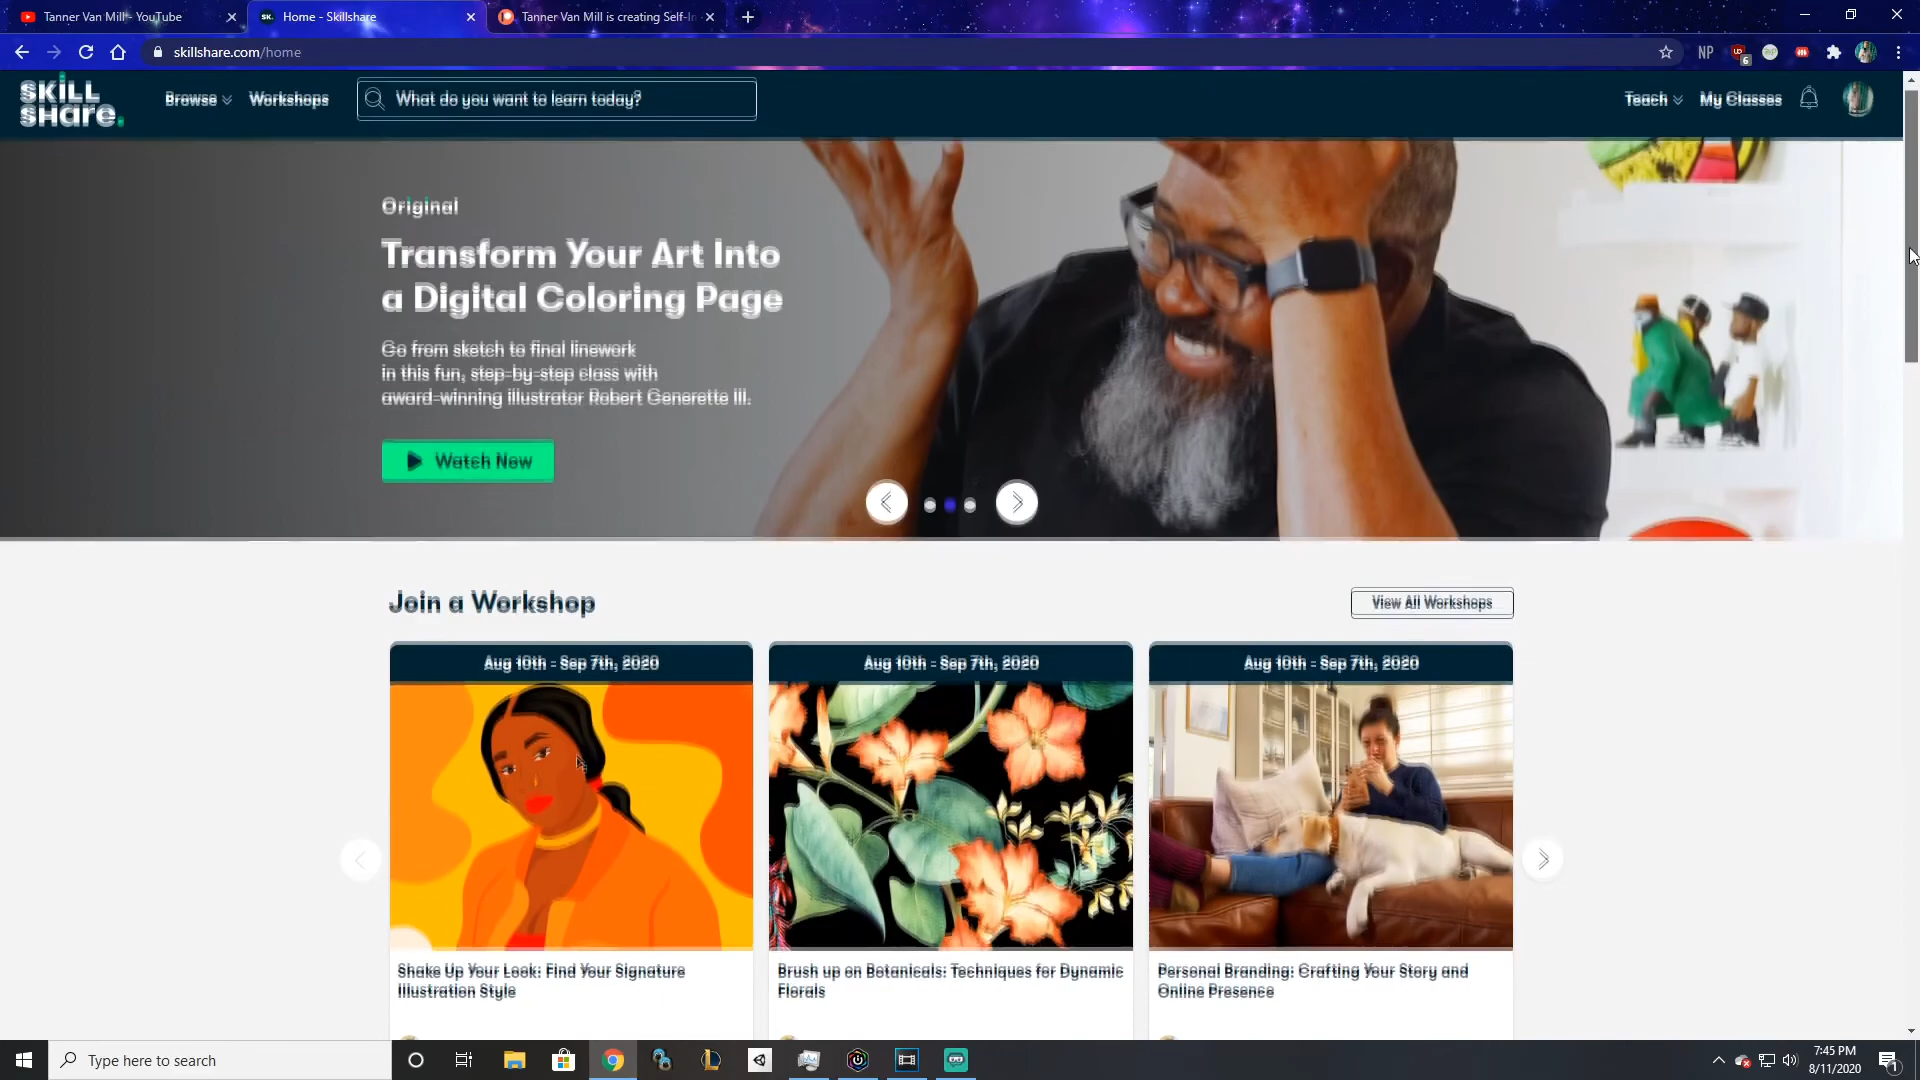 Tanner Van Mill - YouTube
Home - Skillshare
Tanner Van Mill is creating Self-In
skillshare.com/home
NP
6
SKILL
SHare.
Browse
Workshops
What do you want to learn today?
Teach
My Classes
Original
Transform Your Art Into
a Digital Coloring Page
Go from sketch to final linework
in this fun, step-by-step class with
award-winning illustrator Robert Generette III.
Watch Now
Join a Workshop
View All Workshops
Aug 10th - Sep 7th, 2020
Aug 10th - Sep 7th, 2020
Aug 10th - Sep 7th, 2020
Shake Up Your Look: Find Your Signature
Illustration Style
Brush up on Botanicals: Techniques for Dynamic
Florals
Personal Branding: Crafting Your Story and
Online Presence
Type here to search
7:45 PM
8/11/2020
1